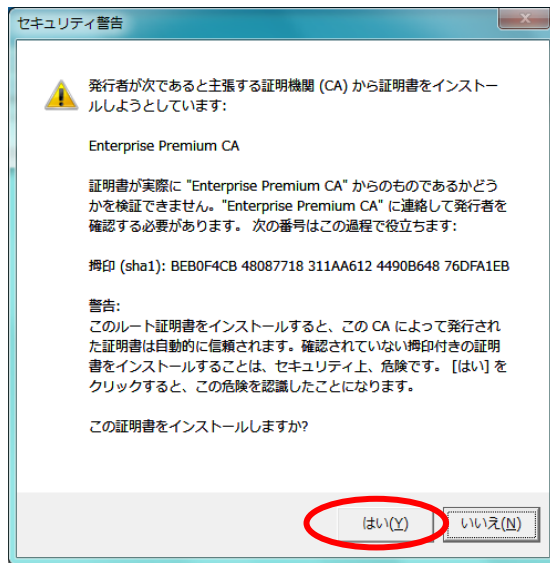 セキュリティ警告
発行者が次であると主張する証明機関 (CA) から証明書をインストー
ルしようとしています:
Enterprise Premium CA
証明書が実際に "Enterprise Premium CA" からのものであるかどう
かを検証できません。"Enterprise Premium CA" に連絡して発行者を
確認する必要があります。 次の番号はこの過程で役立ちます:
拇印 (sha1): BEB0F4CB 48087718 311AA612 4490B648 76DFA1EB
警告:
このルート証明書をインストールすると、この CA によって発行され
た証明書は自動的に信頼されます。確認されていない拇印付きの証明
書をインストールすることは、セキュリティ上、危険です。 [はい] を
クリックすると、この危険を認識したことになります。
この証明書をインストールしますか?
はい(Y) いいえ(N)